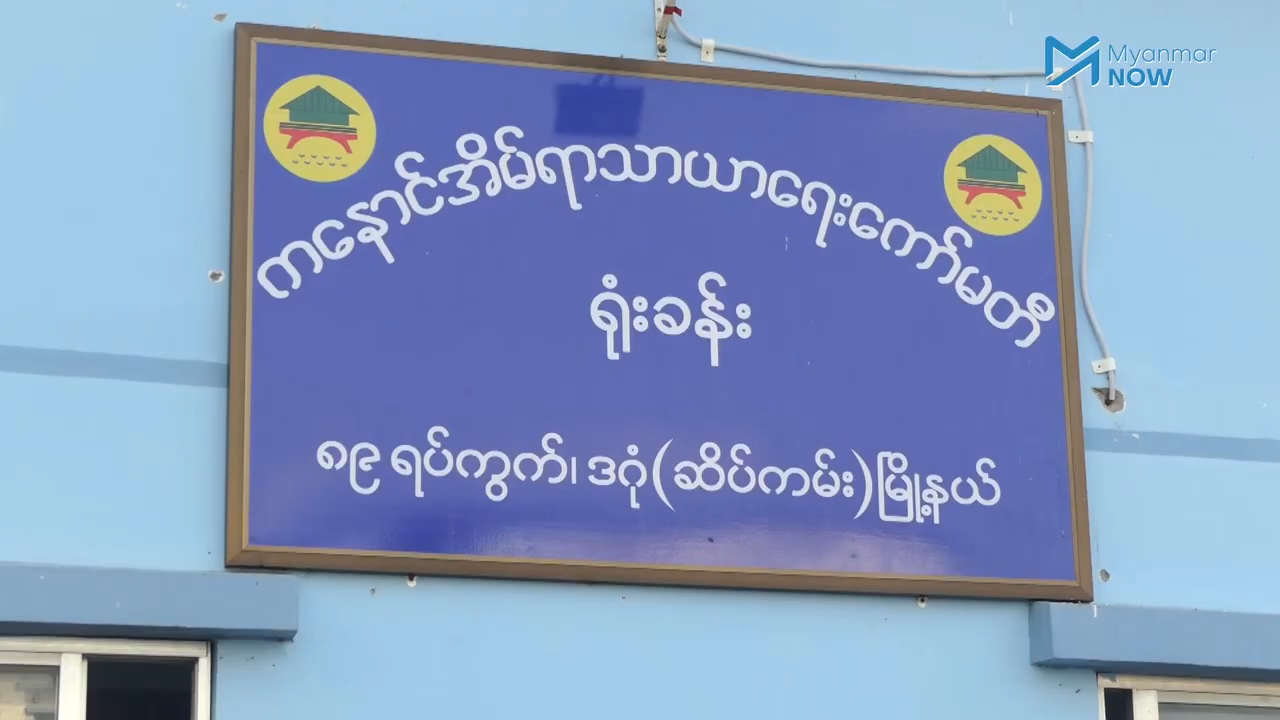 Myanmar
NOW
ကနောင်အိမ်ရာသာယာရေးကော်မတီ
ရုံးခန်း
၈၉ ရပ်ကွက်၊ ဒဂုံ(ဆိပ်ကမ်း)မြို့နယ်